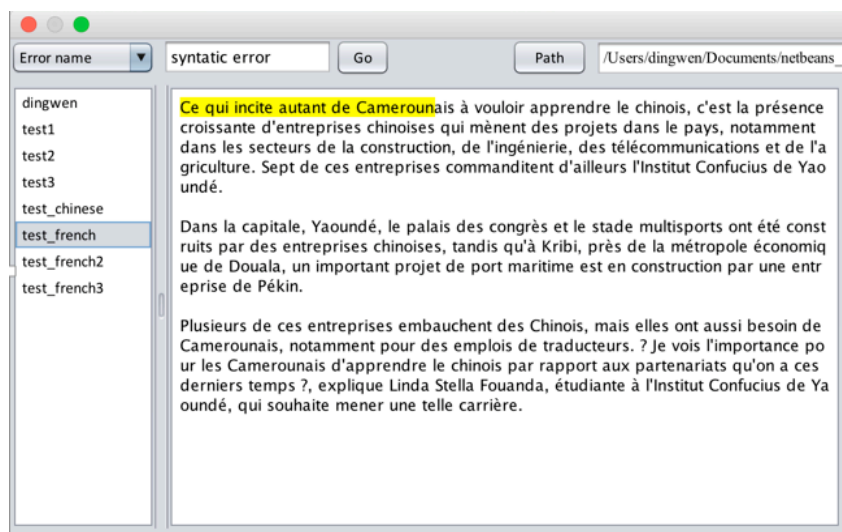 Error name
syntatic error
Go
Path
/Users/dingwen/Documents/netbeans_
dingwen
test1
test2
test3
test_chinese
test_french
test_french2
test_french3
Ce qui incite autant de Camerounais à vouloir apprendre le chinois, c'est la présence
croissante d'entreprises chinoises qui mènent des projets dans le pays, notamment
dans les secteurs de la construction, de l'ingénierie, des télécommunications et de l'a
griculture. Sept de ces entreprises commanditent d'ailleurs l'Institut Confucius de Yao
undé.
Dans la capitale, Yaoundé, le palais des congrès et le stade multisports ont été const
ruits par des entreprises chinoises, tandis qu'à Kribi, près de la métropole économiq
ue de Douala, un important projet de port maritime est en construction par une entr
eprise de Pékin.
Plusieurs de ces entreprises embauchent des Chinois, mais elles ont aussi besoin de
Camerounais, notamment pour des emplois de traducteurs. ? Je vois l'importance po
ur les Camerounais d'apprendre le chinois par rapport aux partenariats qu'on a ces
derniers temps ?, explique Linda Stella Fouanda, étudiante à l'Institut Confucius de Ya
oundé, qui souhaite mener une telle carrière.